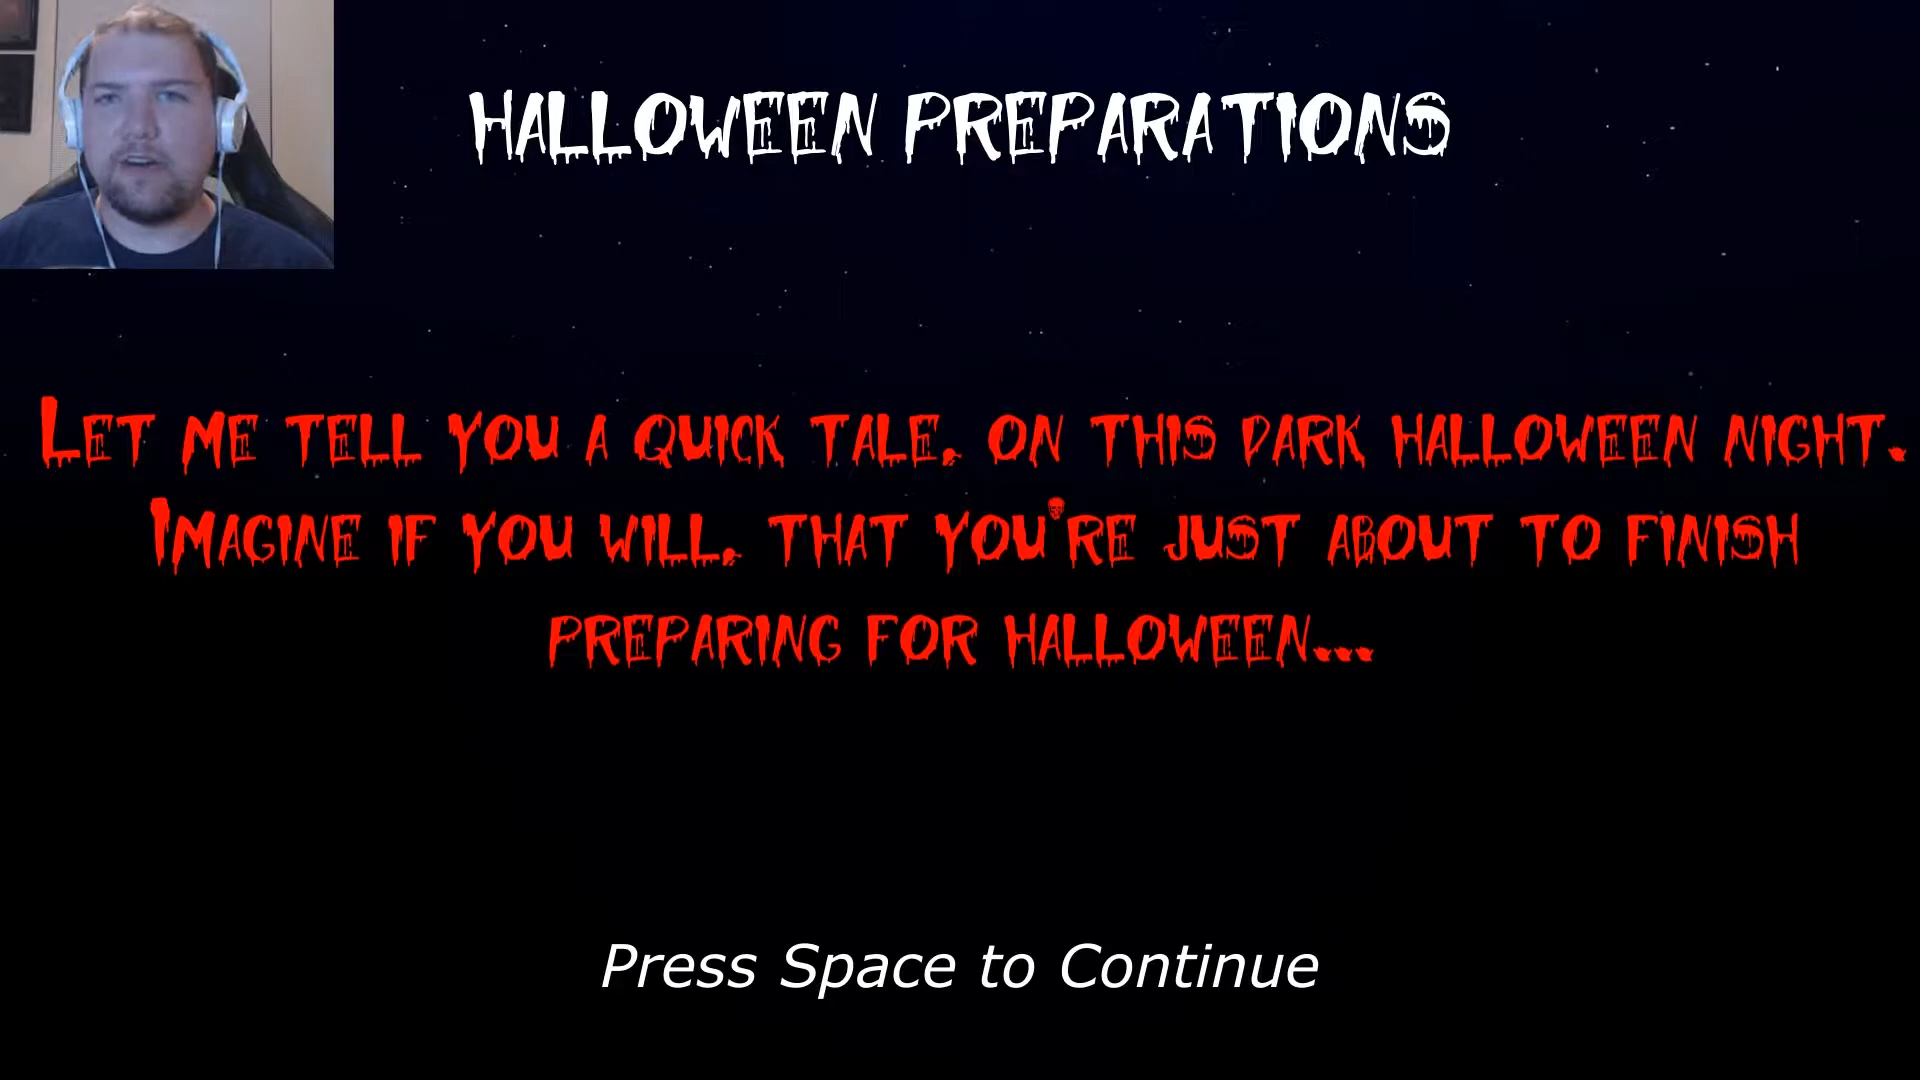 HALLOWEEN PREPARATIONS
LET ME TELL YOU A QUICK TALE, ON THIS DARK HALLOWEEN NIGHT.
IMAGINE IF YOU WILL, THAT YOU'RE JUST ABOUT TO FINISH
PREPARING FOR HALLOWEEN...
Press Space to Continue